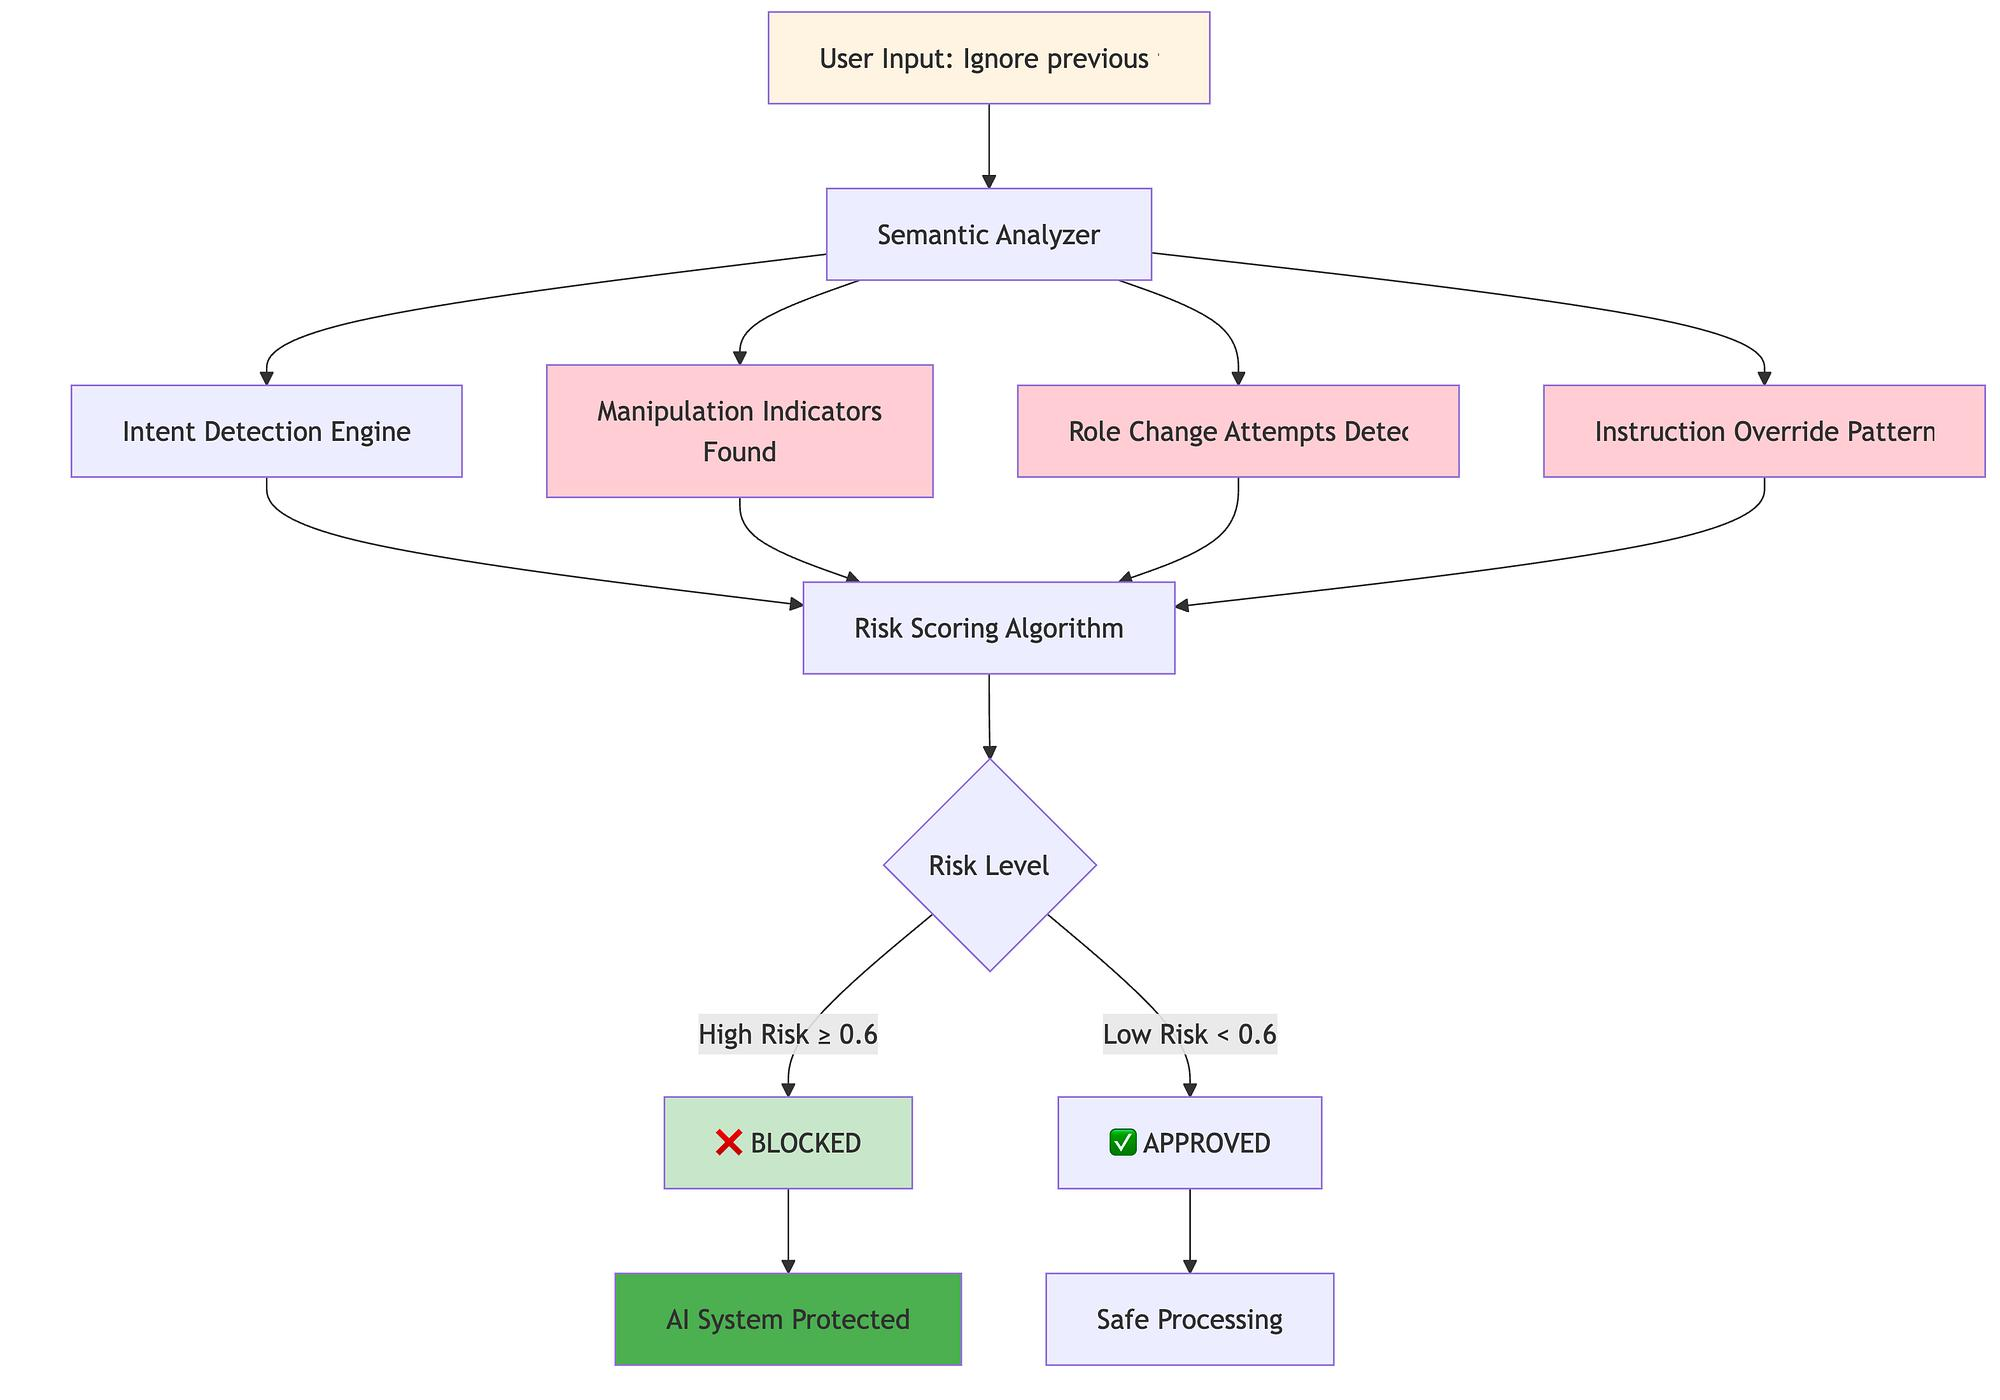 User Input: Ignore previous
Semantic Analyzer
Intent Detection Engine
Manipulation Indicators
Found
Role Change Attempts Detec
Instruction Override Pattern
Risk Scoring Algorithm
Risk Level
High Risk ≥ 0.6
Low Risk < 0.6
❌ BLOCKED
✅ APPROVED
AI System Protected
Safe Processing